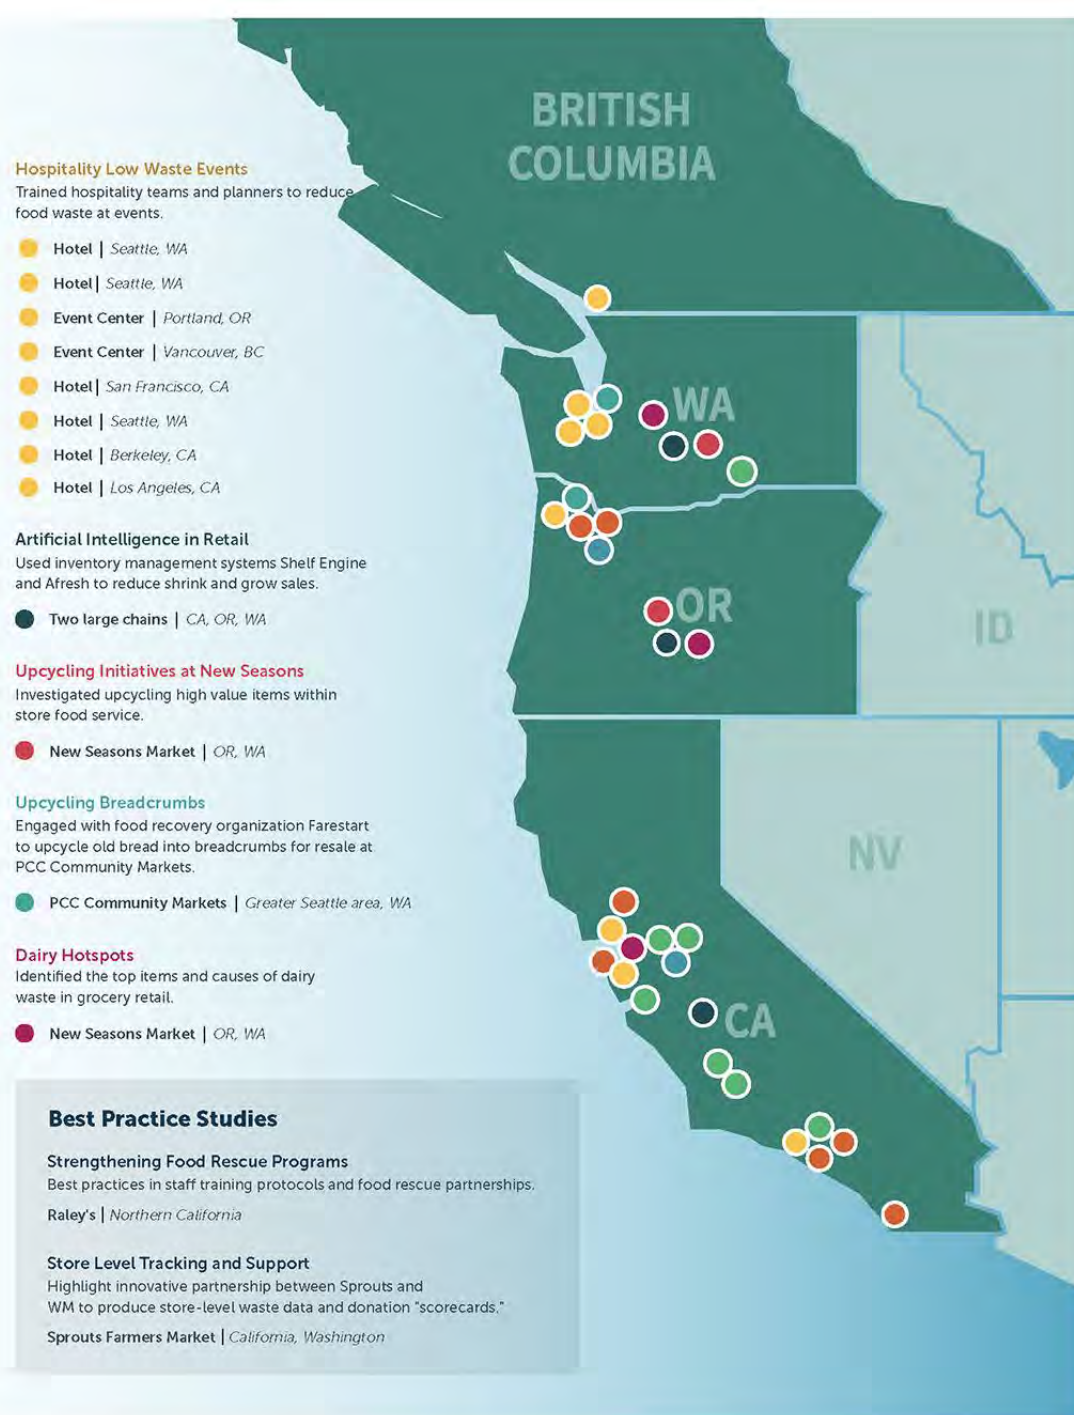 Hospitality Low Waste Events
Trained hospitality teams and planners to reduce
food waste at events.
Hotel | Seattle, WA
Hotel | Seattle, WA
Event Center | Portland, OR
Event Center | Vancouver, BC
Hotel | San Francisco, CA
Hotel | Seattle, WA
Hotel | Berkeley, CA
Hotel | Los Angeles, CA
Artificial Intelligence in Retail
Used inventory management systems Shelf Engine
and Afresh to reduce shrink and grow sales.
Two large chains | CA, OR, WA
Upcycling Initiatives at New Seasons
Investigated upcycling high value items within
store food service.
New Seasons Market | OR, WA
Upcycling Breadcrumbs
Engaged with food recovery organization Farestart
to upcycle old bread into breadcrumbs for resale at
PCC Community Markets.
PCC Community Markets | Greater Seattle area, WA
Dairy Hotspots
Identified the top items and causes of dairy
waste in grocery retail.
New Seasons Market | OR, WA
Best Practice Studies
Strengthening Food Rescue Programs
Best practices in staff training protocols and food rescue partnerships.
Raley's | Northern California
Store Level Tracking and Support
Highlight innovative partnership between Sprouts and
WM to produce store-level waste data and donation "scorecards."
Sprouts Farmers Market | California, Washington
BRITISH
COLUMBIA
WA
OR
ID
NV
CA